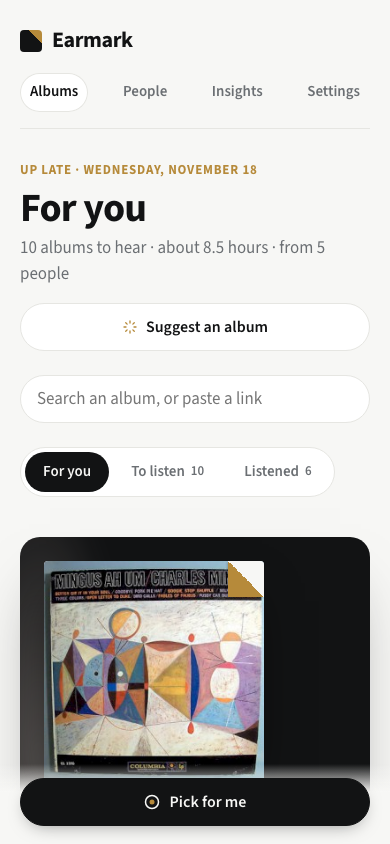 Earmark
Albums People Insights Settings
UP LATE · WEDNESDAY, NOVEMBER 18
For you
10 albums to hear · about 8.5 hours · from 5
people
Suggest an album
Search an album, or paste a link
For you To listen 10 Listened 6
MINGUS AH UM/CHARLES
COLUMBIA
Pick for me